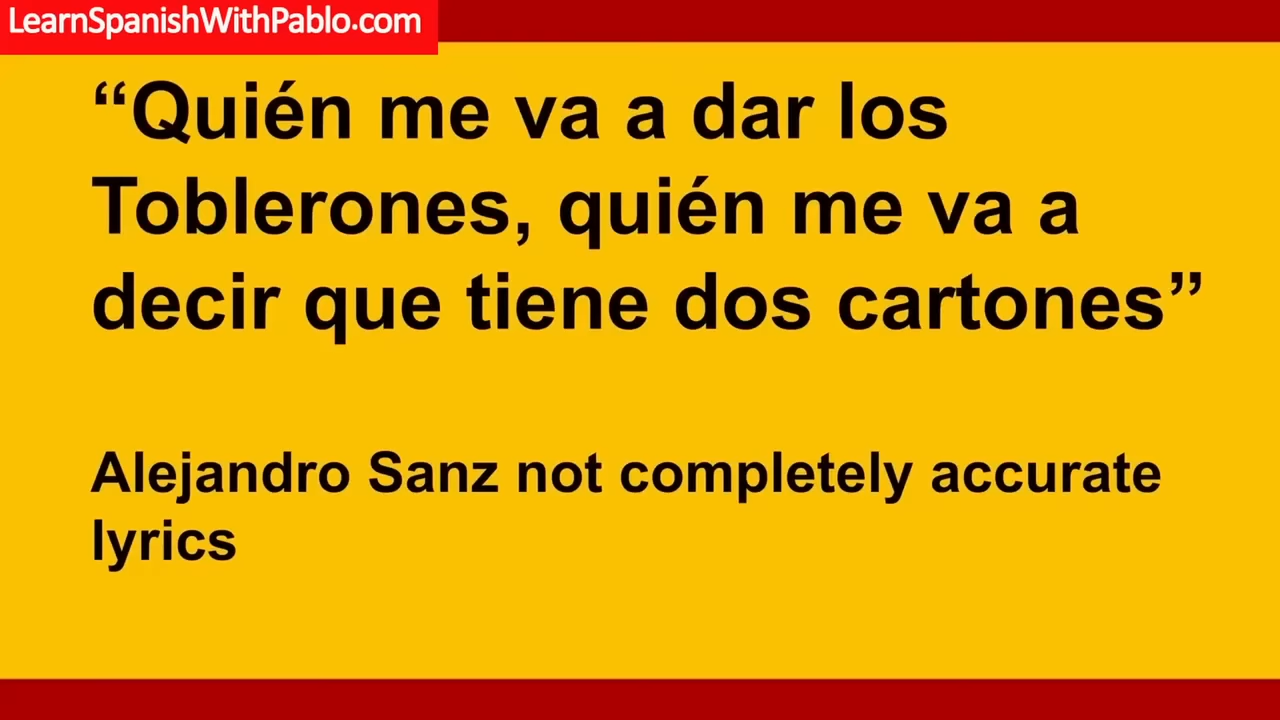 LearnSpanishWithPablo.com
“Quién me va a dar los
Toblerones, quién me va a
decir que tiene dos cartones”
Alejandro Sanz not completely accurate
lyrics